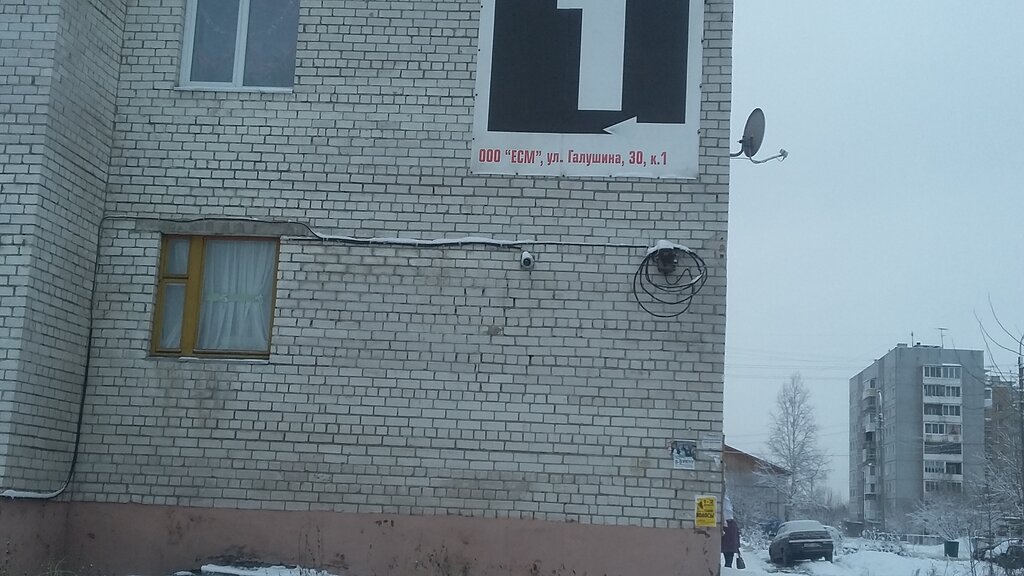 1
ООО "ЕСМ", ул. Галушина, 30, к.1